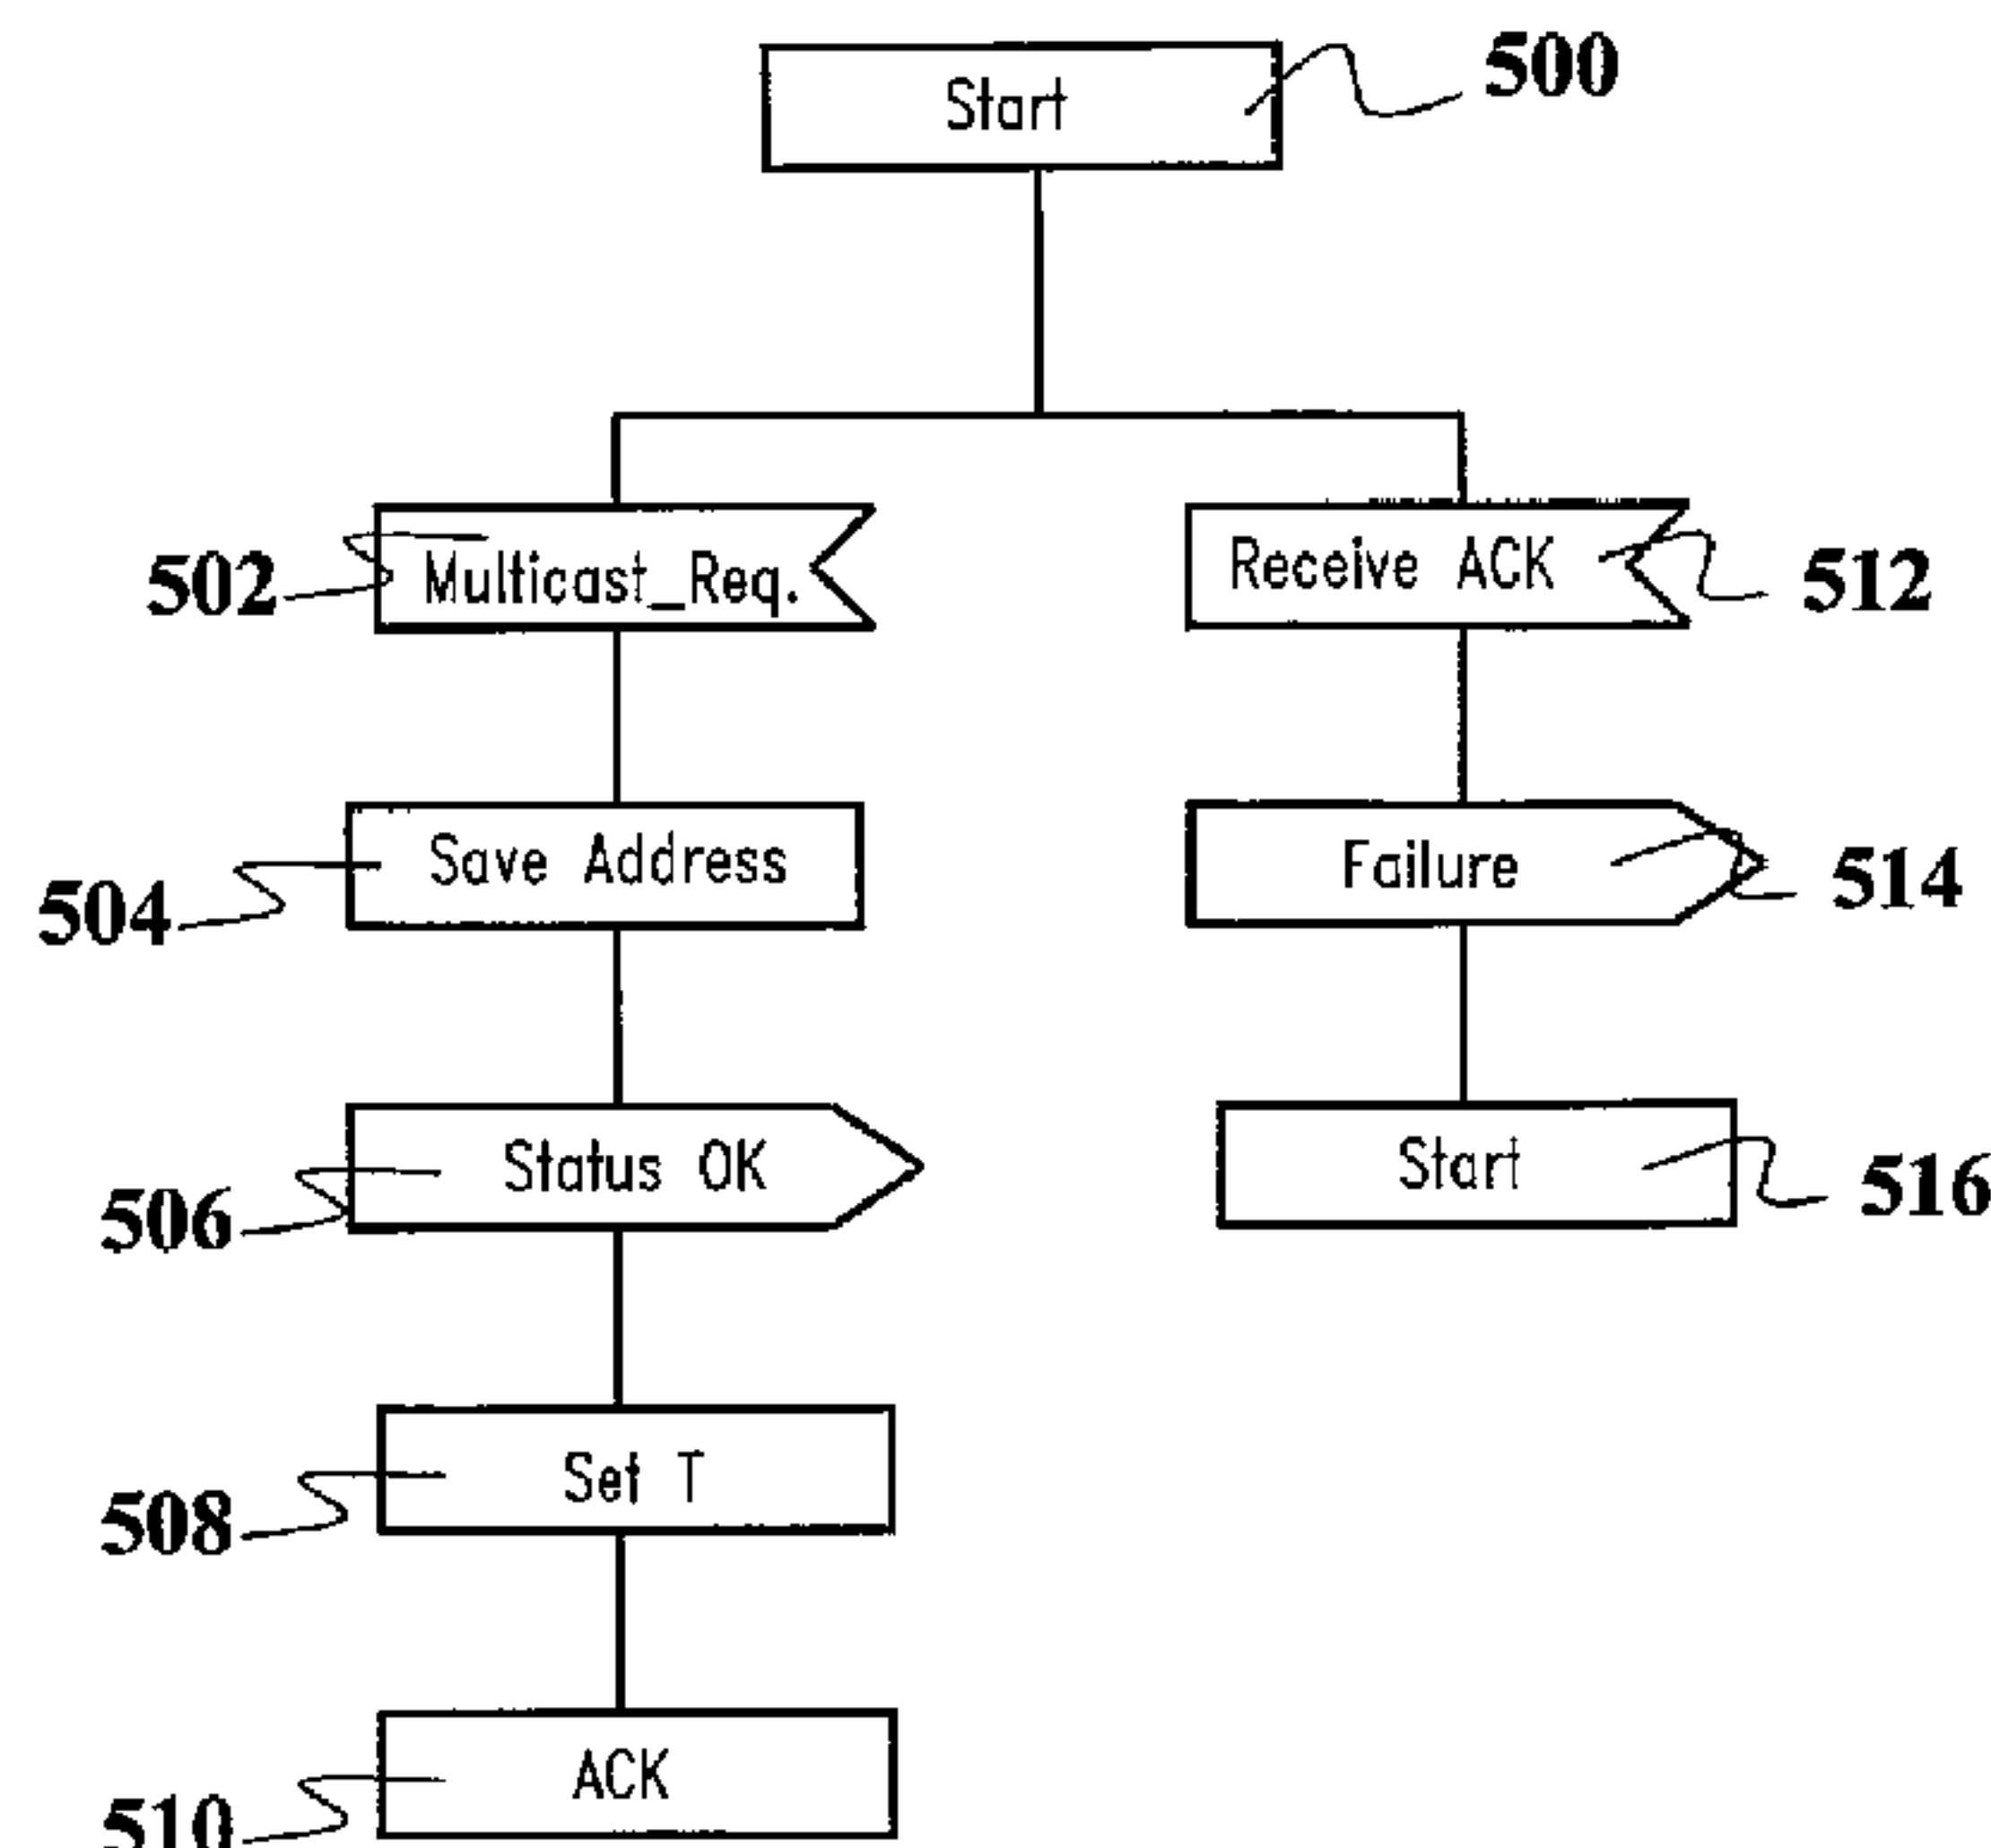 Start
500
Multicast_Req.
502
Receive ACK
512
Save Address
504
Failure
514
Status OK
506
Start
516
Set T
508
ACK
510